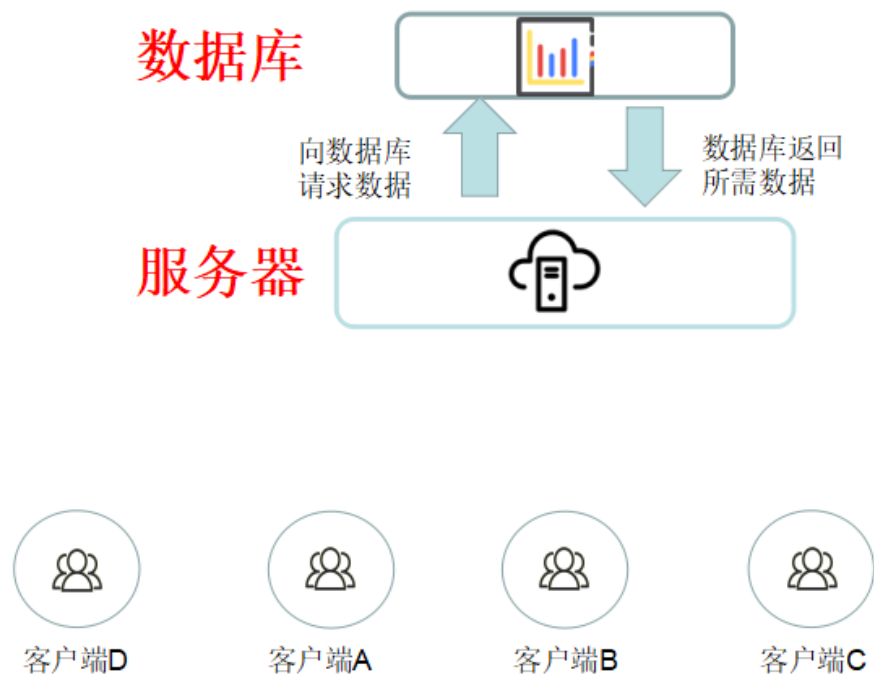 数据库
向数据库
请求数据
数据库返回
所需数据
服务器
客户端D
客户端A
客户端B
客户端C